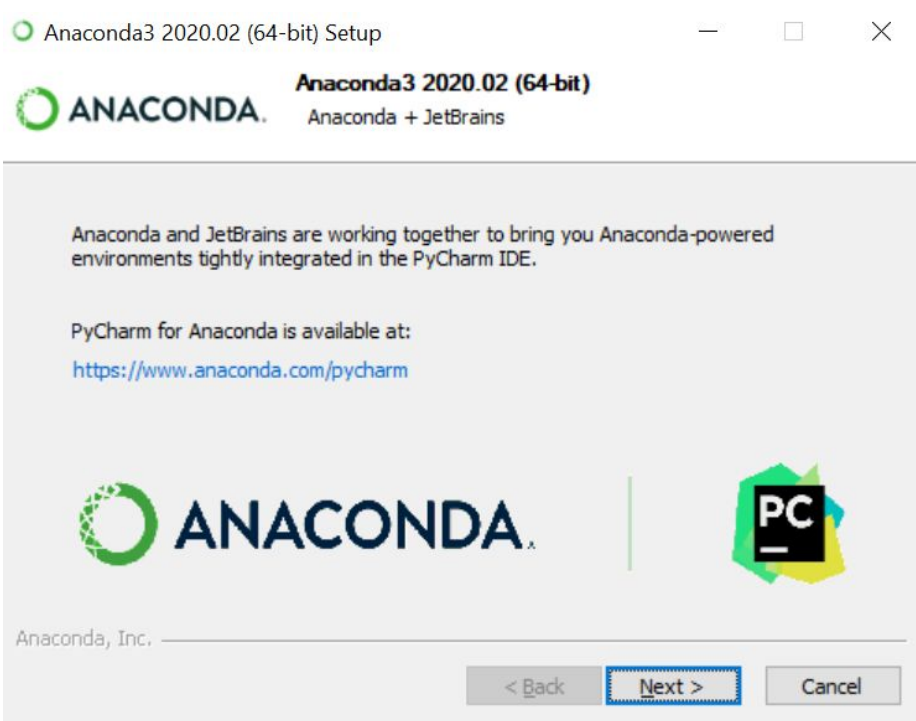 Anaconda3 2020.02 (64-bit) Setup
Anaconda3 2020.02 (64-bit)
ANACONDA.
Anaconda + JetBrains
Anaconda and JetBrains are working together to bring you Anaconda-powered
environments tightly integrated in the PyCharm IDE.
PyCharm for Anaconda is available at:
https://www.anaconda.com/pycharm
ANACONDA.
PC
Anaconda, Inc.
< Back
Next >
Cancel